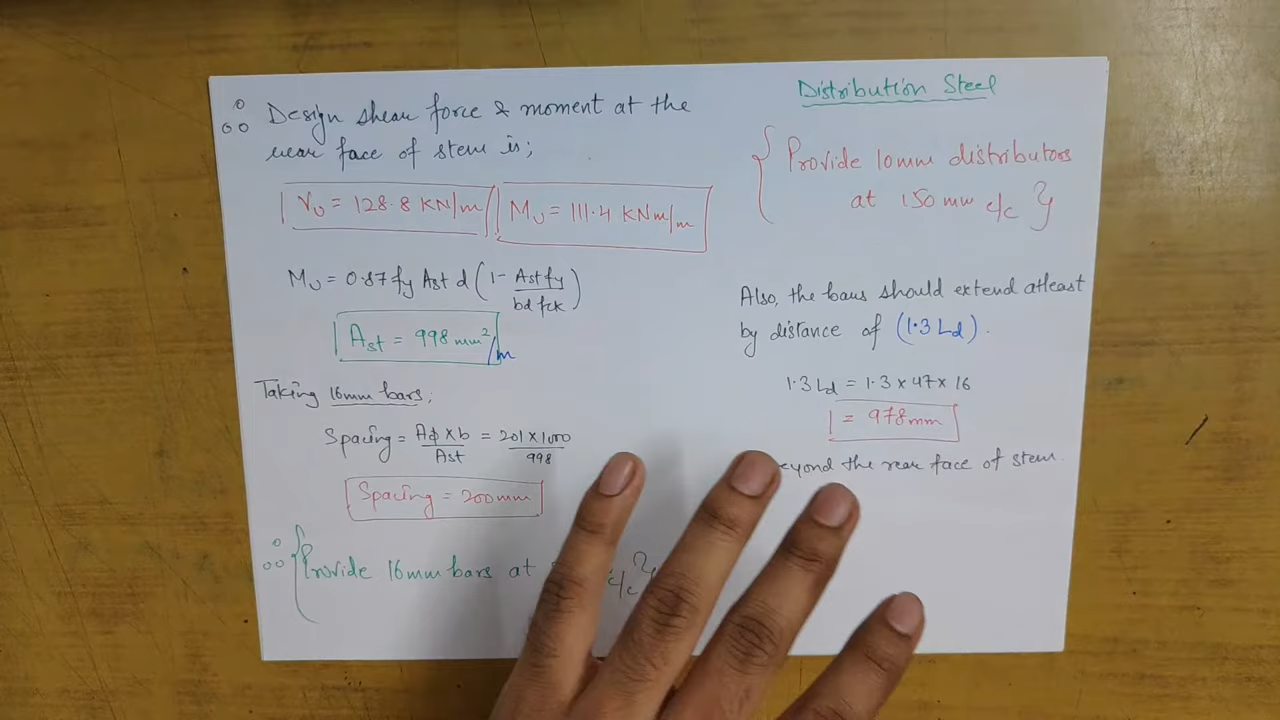 ∴ Design shear force & moment at the
rear face of stem is;
Vu = 128.8 KN/m
Mu = 111.4 KNm/m
Mu = 0.87 fy Ast d (1 - Ast fy / bd fck)
Ast = 998 mm²/m
Taking 16mm bars;
Spacing = Aϕ x b / Ast = 201 x 1000 / 998
Spacing = 200mm
∴ {Provide 16mm bars at c/c}
Distribution Steel
{Provide 10mm distributors
at 150 mm c/c}
Also, the bars should extend atleast
by distance of (1.3 Ld).
1.3 Ld = 1.3 x 47 x 16
= 978mm
the rear face of stem.